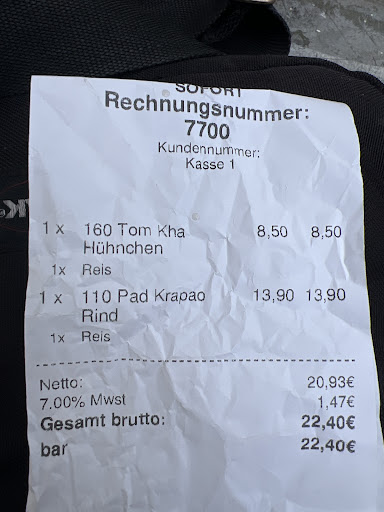 SOFORT
Rechnungsnummer:
7700
Kundennummer:
Kasse 1
1 x 160 Tom Kha 8,50 8,50
Hühnchen
1x Reis
1 x 110 Pad Krapao 13,90 13,90
Rind
1x Reis
Netto: 20,93€
7.00% Mwst 1,47€
Gesamt brutto: 22,40€
bar 22,40€